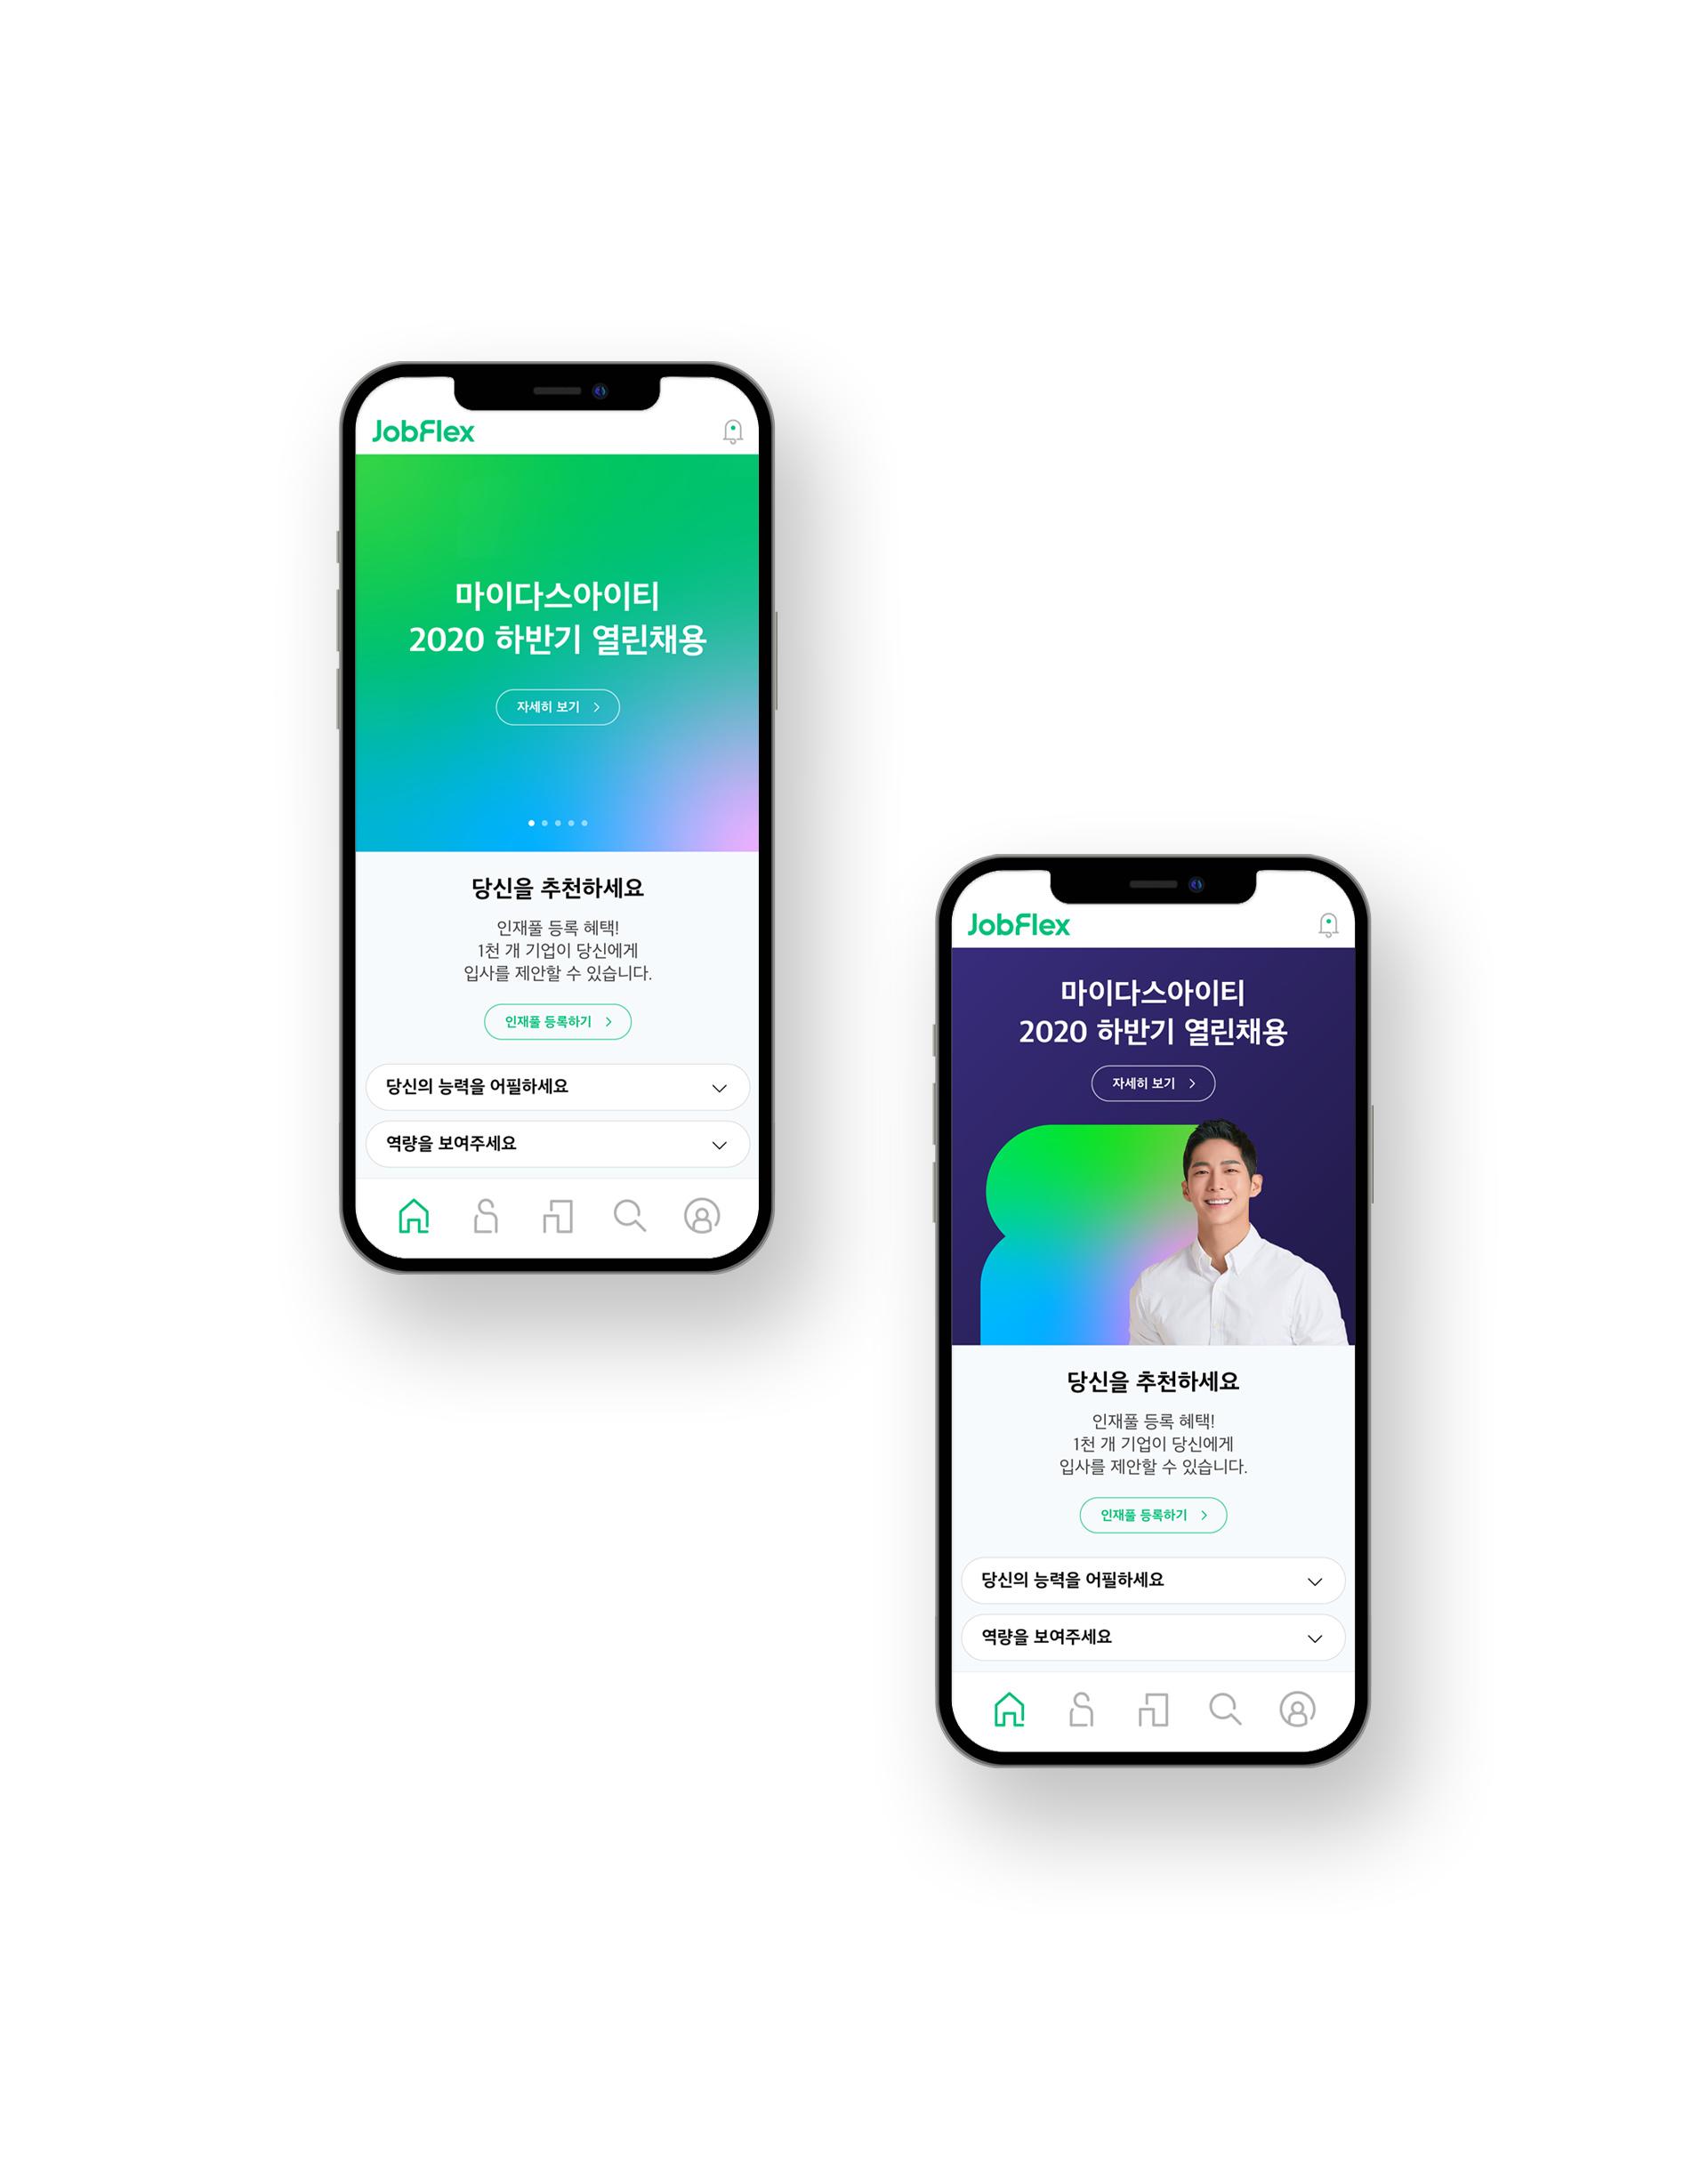 JobFlex
마이다스아이티
2020 하반기 열린채용
자세히 보기
당신을 추천하세요
인재풀 등록 혜택!
1천 개 기업이 당신에게
입사를 제안할 수 있습니다.
인재풀 등록하기
당신의 능력을 어필하세요
역량을 보여주세요
JobFlex
마이다스아이티
2020 하반기 열린채용
자세히 보기
당신을 추천하세요
인재풀 등록 혜택!
1천 개 기업이 당신에게
입사를 제안할 수 있습니다.
인재풀 등록하기
당신의 능력을 어필하세요
역량을 보여주세요